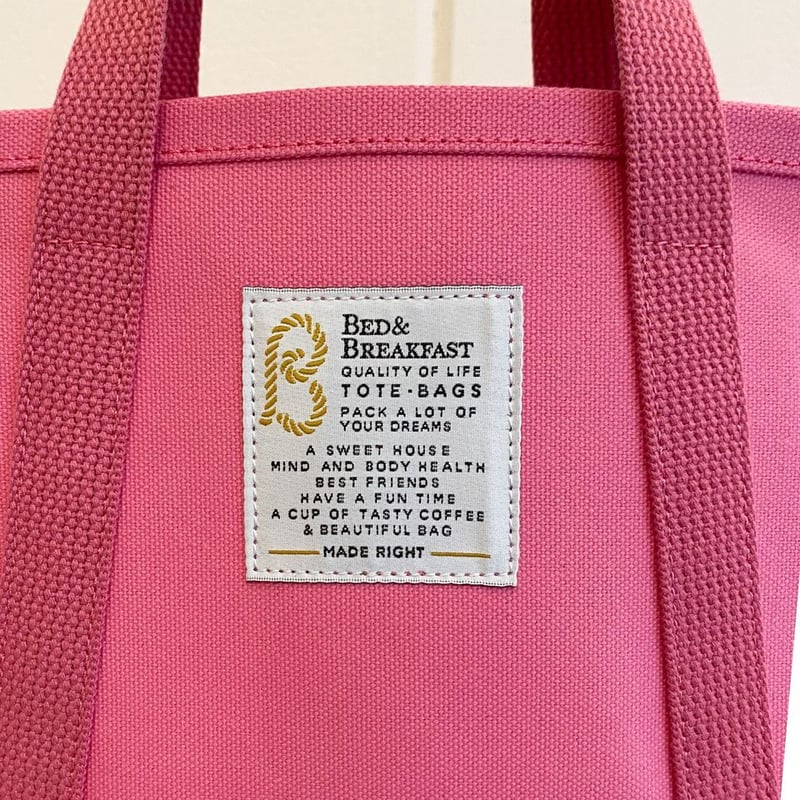 B
BED&
BREAKFAST
QUALITY OF LIFE
TOTE-BAGS
PACK A LOT OF
YOUR DREAMS
A SWEET HOUSE
MIND AND BODY HEALTH
BEST FRIENDS
HAVE A FUN TIME
A CUP OF TASTY COFFEE
& BEAUTIFUL BAG
MADE RIGHT